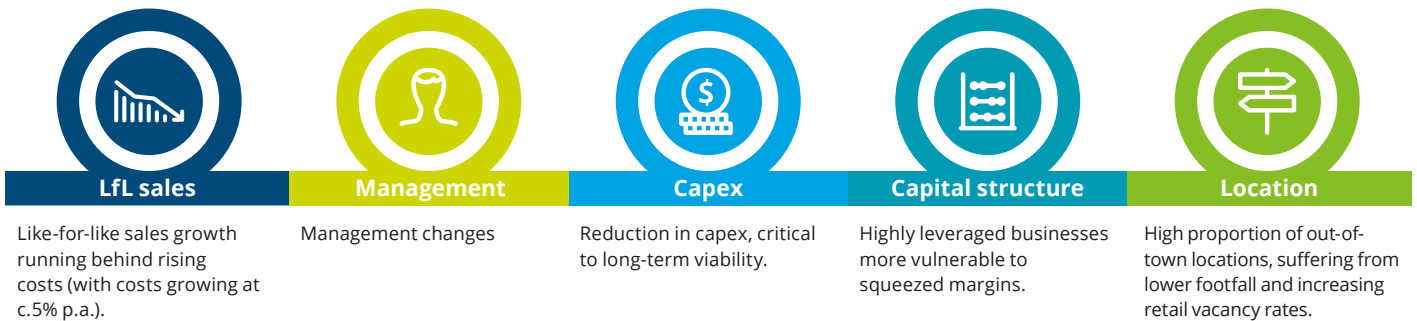 $
LfL sales
Like-for-like sales growth
running behind rising
costs (with costs growing at
c.5% p.a.).
Management
Management changes
Capex
Reduction in capex, critical
to long-term viability.
Capital structure
Highly leveraged businesses
more vulnerable to
squeezed margins.
Location
High proportion of out-of-
town locations, suffering from
lower footfall and increasing
retail vacancy rates.